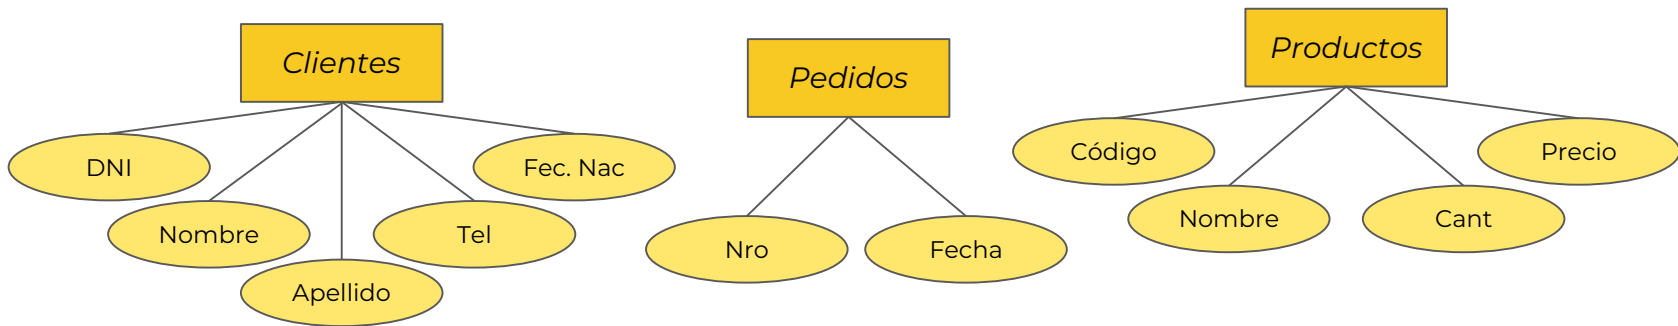 Clientes
DNI
Nombre
Apellido
Tel
Fec. Nac
Pedidos
Nro
Fecha
Productos
Código
Nombre
Cant
Precio